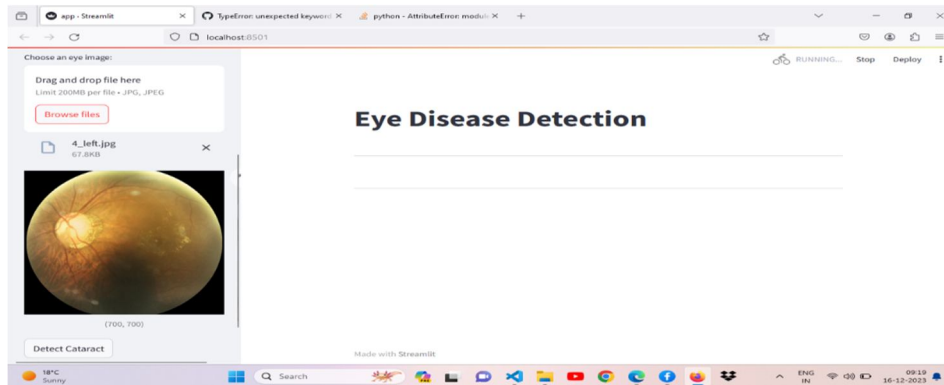 app · Streamlit
TypeError: unexpected keyword
python - AttributeError: modul
localhost:8501
Choose an eye image:
Drag and drop file here
Limit 200MB per file • JPG, JPEG
Browse files
4_left.jpg
67.8KB
(700, 700)
Detect Cataract
RUNNING...
Stop
Deploy
Eye Disease Detection
Made with Streamlit
18°C
Sunny
Search
ENG
IN
09:19
16-12-2023